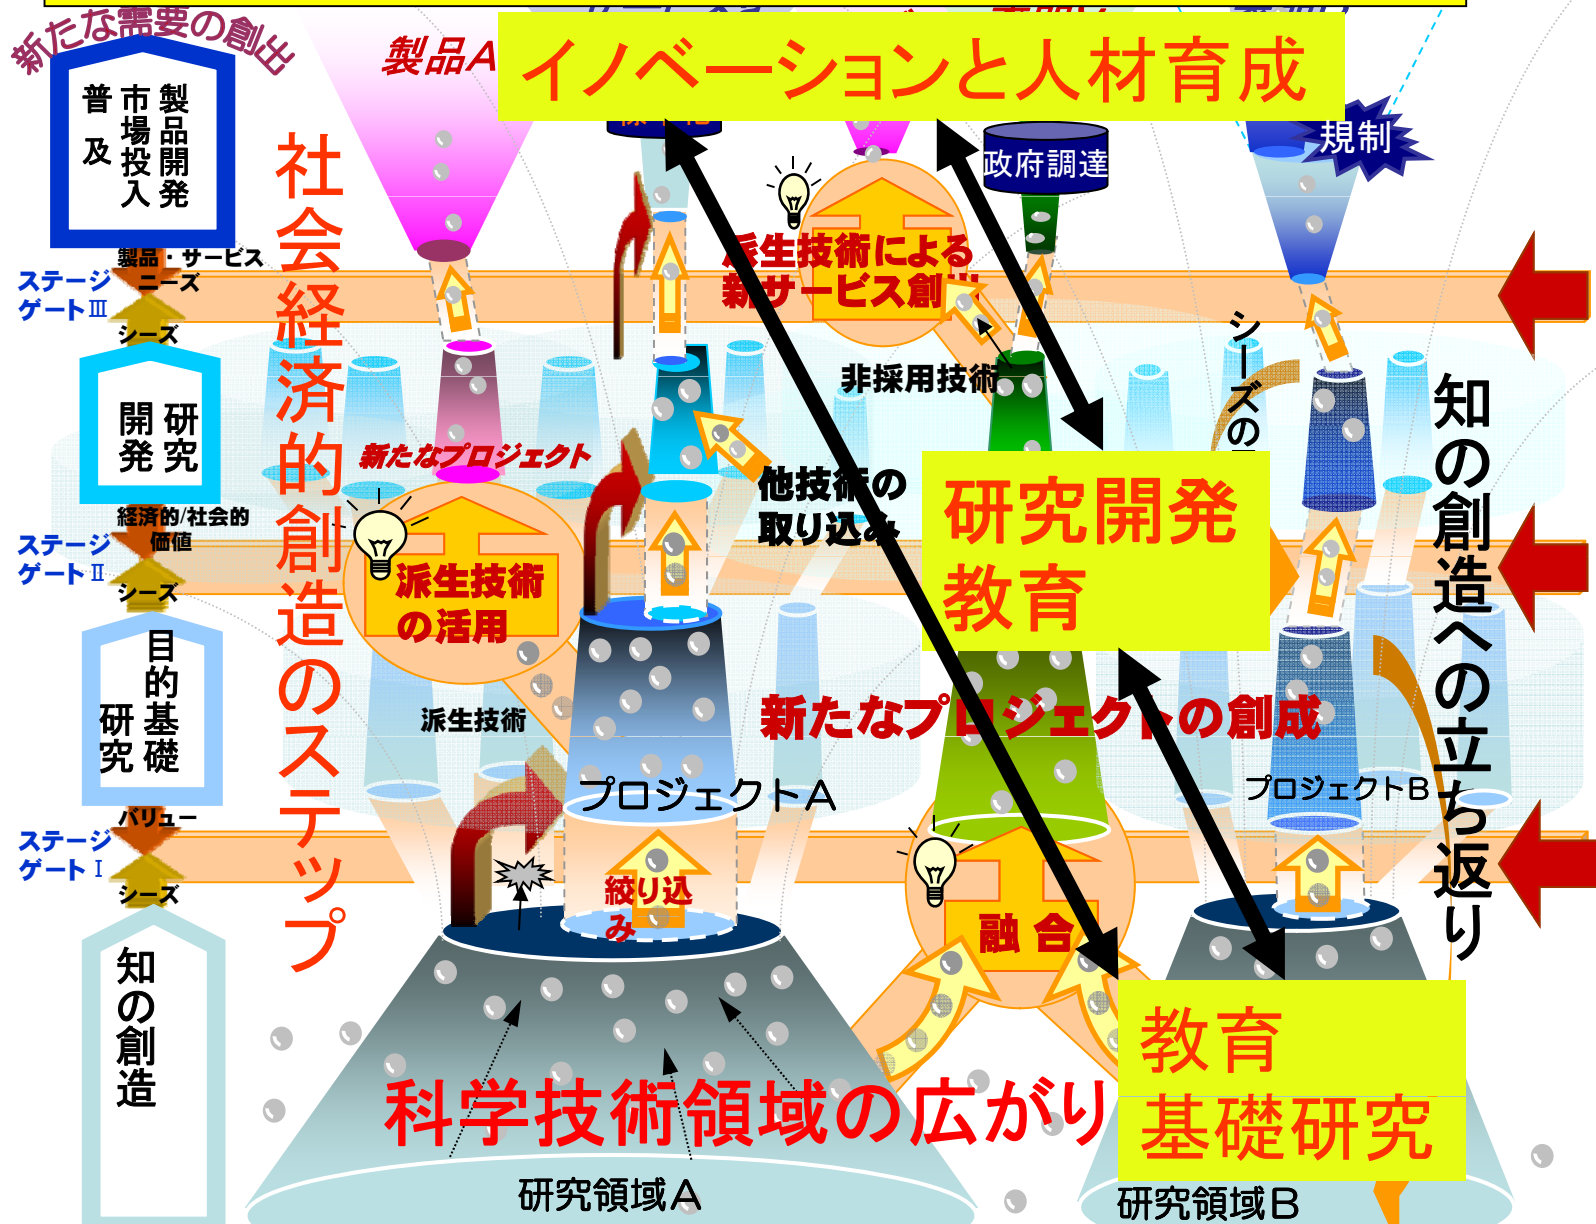 新たな需要の創出
製品A
イノベーションと人材育成
規制
政府調達
製品開発
市場投入
普及
製品・サービス
ニーズ
ステージ
ゲートⅢ
シーズ
派生技術による
新サービス創出
非採用技術
シーズの
研究
開発
新たなプロジェクト
他技術の
取り込み
研究開発
教育
経済的/社会的
価値
ステージ
ゲートⅡ
シーズ
派生技術
の活用
目的基礎
研究
派生技術
新たなプロジェクトの創成
プロジェクトA
プロジェクトB
バリュー
ステージ
ゲートⅠ
シーズ
絞り込
み
融合
知の創造
社会経済的創造のステップ
知の創造への立ち返り
教育
基礎研究
科学技術領域の広がり
研究領域A
研究領域B